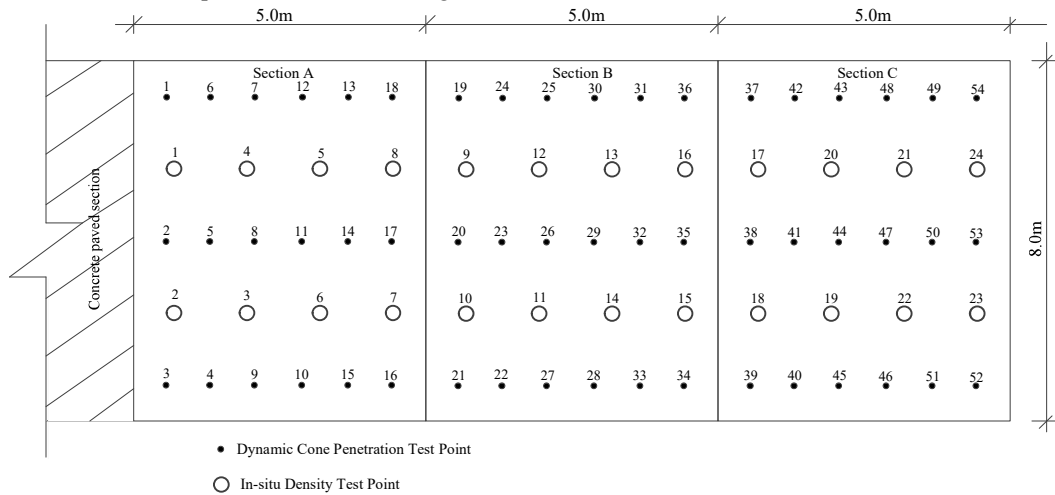 5.0m 5.0m 5.0m
Section A Section B Section C
1 6 7 12 13 18 19 24 25 30 31 36 37 42 43 48 49 54
1 4 5 8 9 12 13 16 17 20 21 24
Concrete paved section
2 5 8 11 14 17 20 23 26 29 32 35 38 41 44 47 50 53
8.0m
2 3 6 7 10 11 14 15 18 19 22 23
3 4 9 10 15 16 21 22 27 28 33 34 39 40 45 46 51 52
Dynamic Cone Penetration Test Point
In-situ Density Test Point